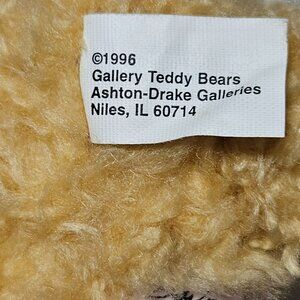 ©1996
Gallery Teddy Bears
Ashton-Drake Galleries
Niles, IL 60714